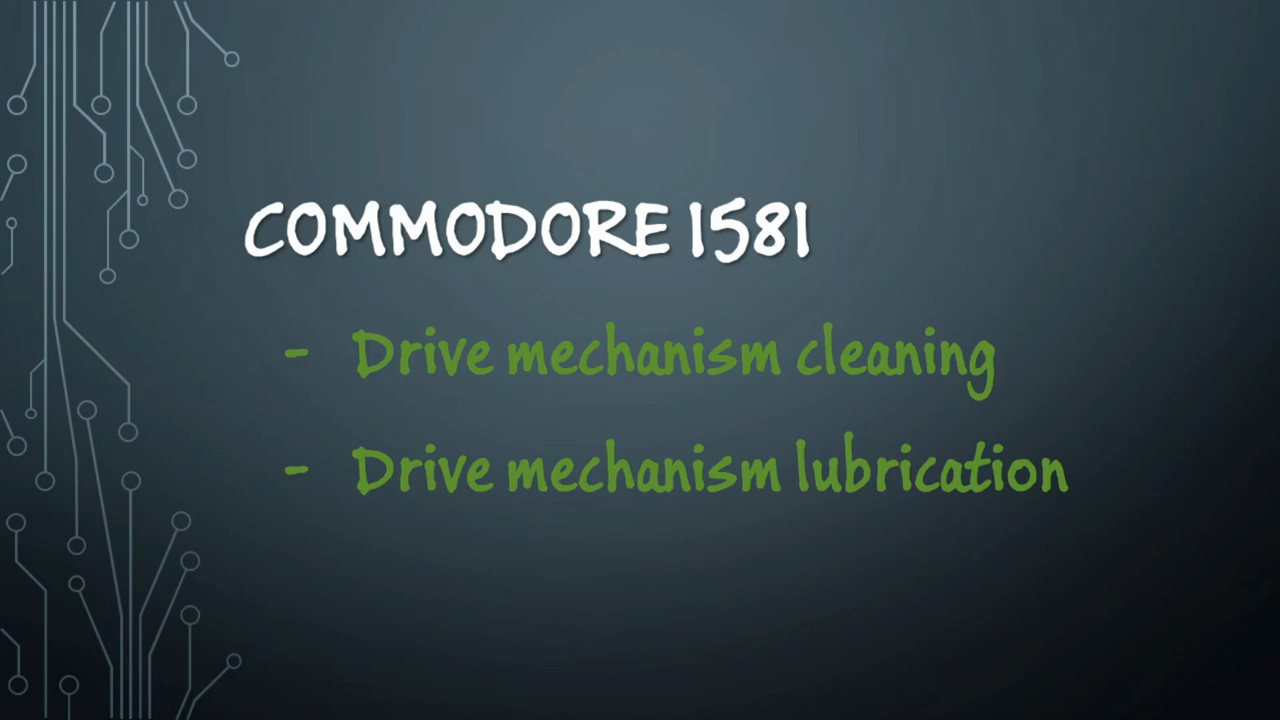 COMMODORE 1581
- Drive mechanism cleaning
- Drive mechanism lubrication